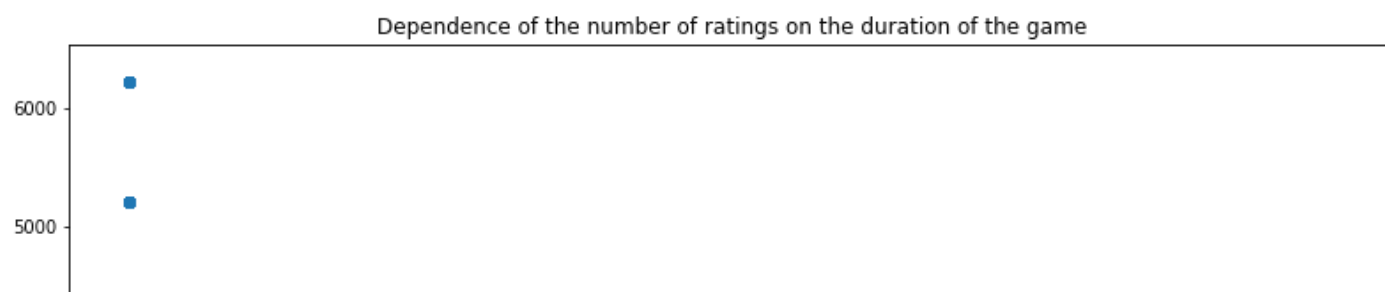 Dependence of the number of ratings on the duration of the game
6000
5000